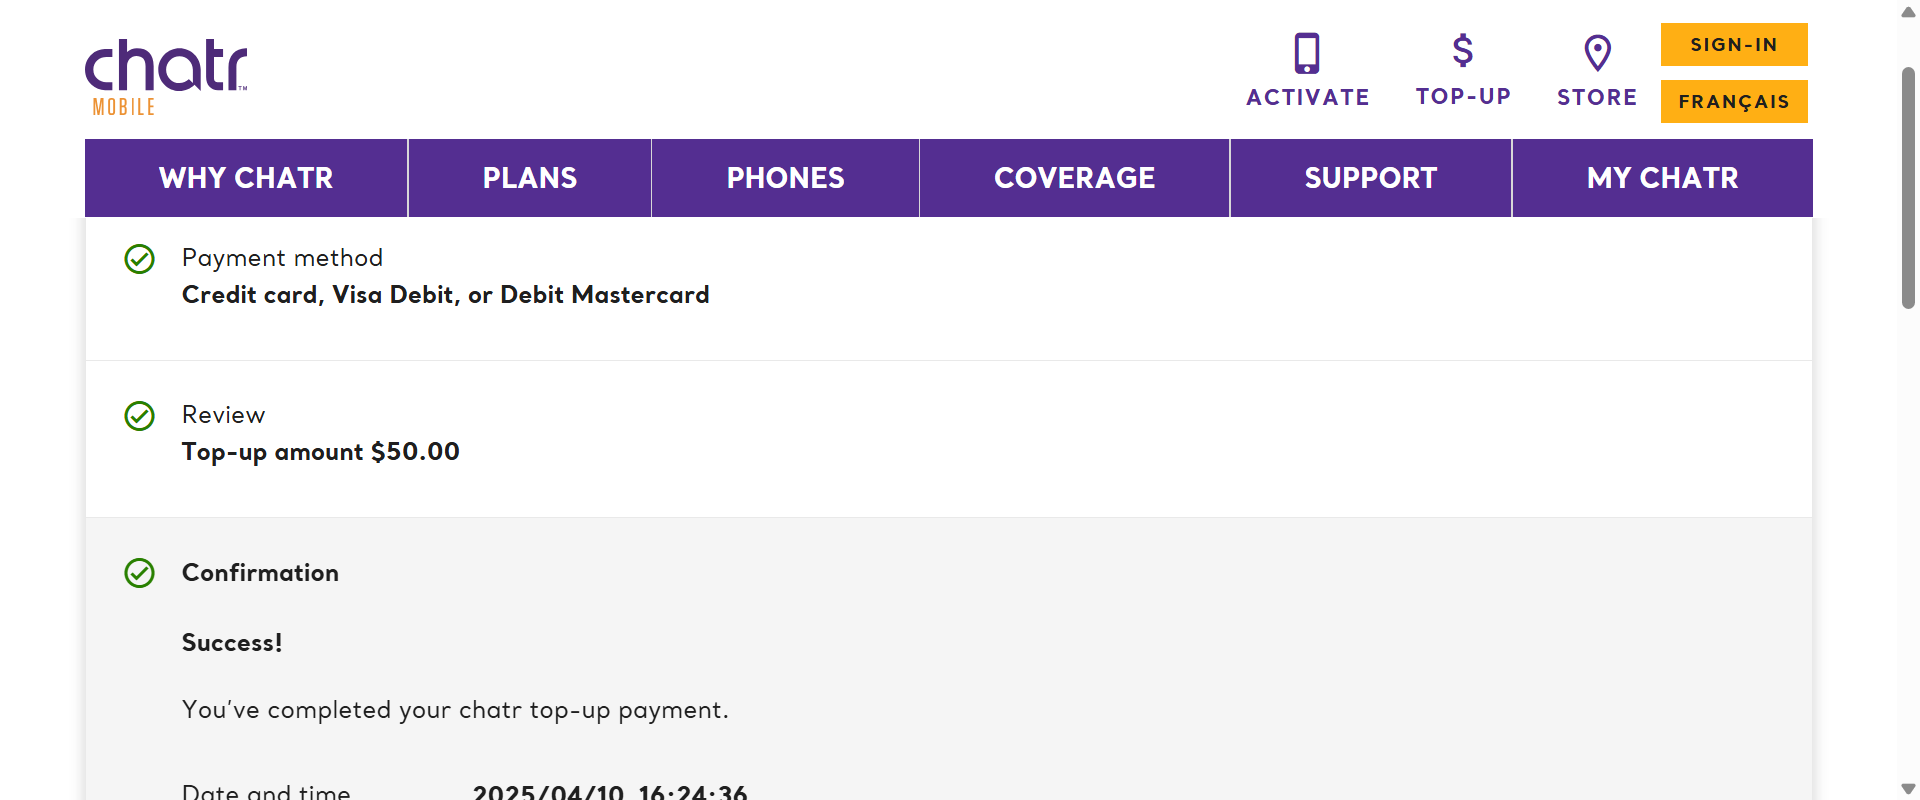 chatr™
MOBILE
ACTIVATE
TOP-UP
STORE
SIGN-IN
FRANÇAIS
WHY CHATR
PLANS
PHONES
COVERAGE
SUPPORT
MY CHATR
Payment method
Credit card, Visa Debit, or Debit Mastercard
Review
Top-up amount $50.00
Confirmation
Success!
You've completed your chatr top-up payment.
Date and time 2025/04/10 16:24:36